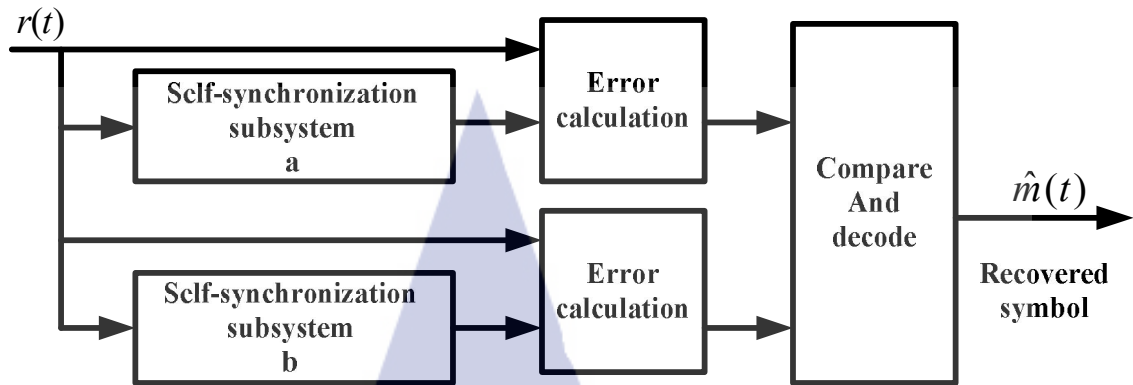 r(t)
Self-synchronization
subsystem
a
Error
calculation
Compare
And
decode
m̂(t)
Recovered
symbol
Self-synchronization
subsystem
b
Error
calculation